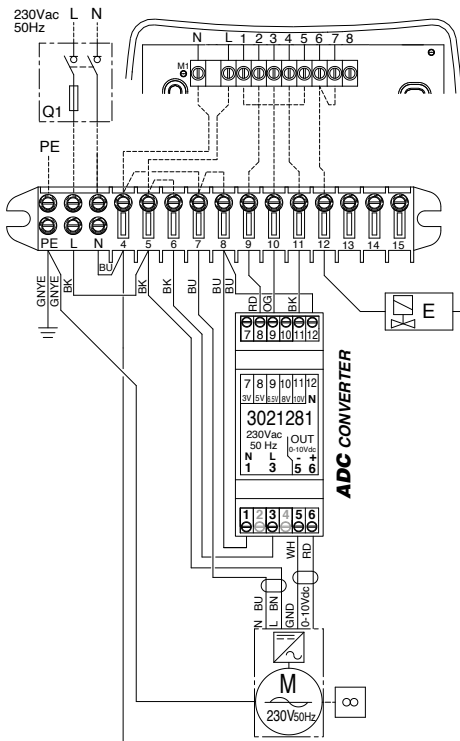 230Vac L N
50Hz
Q1
PE
M1
N L 1 2 3 4 5 6 7 8
PE L N 4 5 6 7 8 9 10 11 12 13 14 15
GNYE
GNYE
BK
BU
BK
BK
BU
BU
BU
RD
OG
BK
E
7 8 9 10 11 12
7 8 9 10 11 12
3V 5V 6.5V 8V 10V N
3021281
230Vac
50 Hz
OUT
0-10Vdc
N L - +
1 3 5 6
ADC CONVERTER
1 2 3 4 5 6
WH
RD
N BU
L BN
GND
0-10Vdc
M
230V50Hz
8